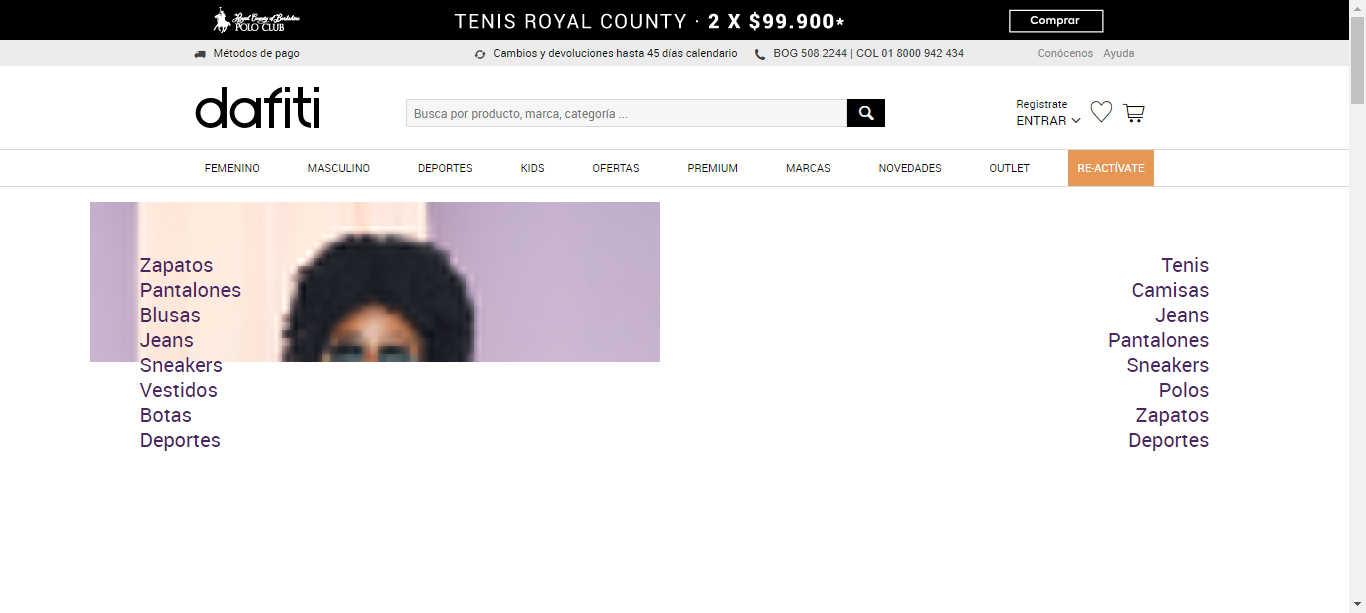 Royal County of Berkshire
POLO CLUB
TENIS ROYAL COUNTY · 2 X $99.900*
Comprar
Métodos de pago
Cambios y devoluciones hasta 45 días calendario
BOG 508 2244 | COL 01 8000 942 434
Conócenos
Ayuda
dafiti
Busca por producto, marca, categoría ...
Registrate
ENTRAR
FEMENINO
MASCULINO
DEPORTES
KIDS
OFERTAS
PREMIUM
MARCAS
NOVEDADES
OUTLET
RE-ACTÍVATE
Zapatos
Pantalones
Blusas
Jeans
Sneakers
Vestidos
Botas
Deportes
Tenis
Camisas
Jeans
Pantalones
Sneakers
Polos
Zapatos
Deportes